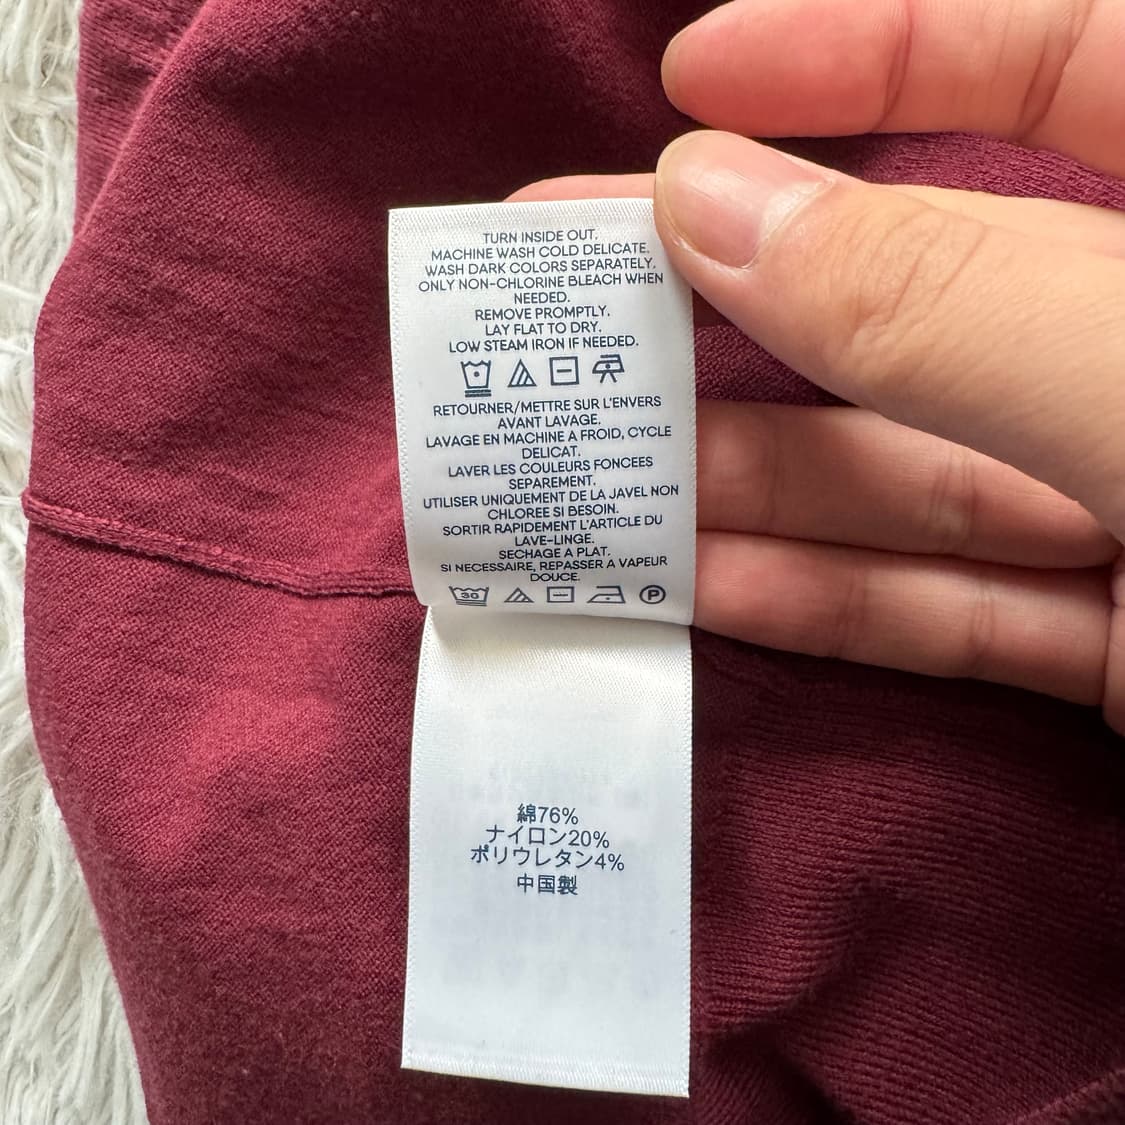 TURN INSIDE OUT.
MACHINE WASH COLD DELICATE.
WASH DARK COLORS SEPARATELY.
ONLY NON-CHLORINE BLEACH WHEN
NEEDED.
REMOVE PROMPTLY.
LAY FLAT TO DRY.
LOW STEAM IRON IF NEEDED.
RETOURNER/METTRE SUR L'ENVERS
AVANT LAVAGE.
LAVAGE EN MACHINE A FROID, CYCLE
DELICAT.
LAVER LES COULEURS FONCEES
SEPAREMENT.
UTILISER UNIQUEMENT DE LA JAVEL NON
CHLOREE SI BESOIN.
SORTIR RAPIDEMENT L'ARTICLE DU
LAVE-LINGE.
SECHAGE A PLAT.
SI NECESSAIRE, REPASSER A VAPEUR
DOUCE.
30 P
綿76%
ナイロン20%
ポリウレタン4%
中国製